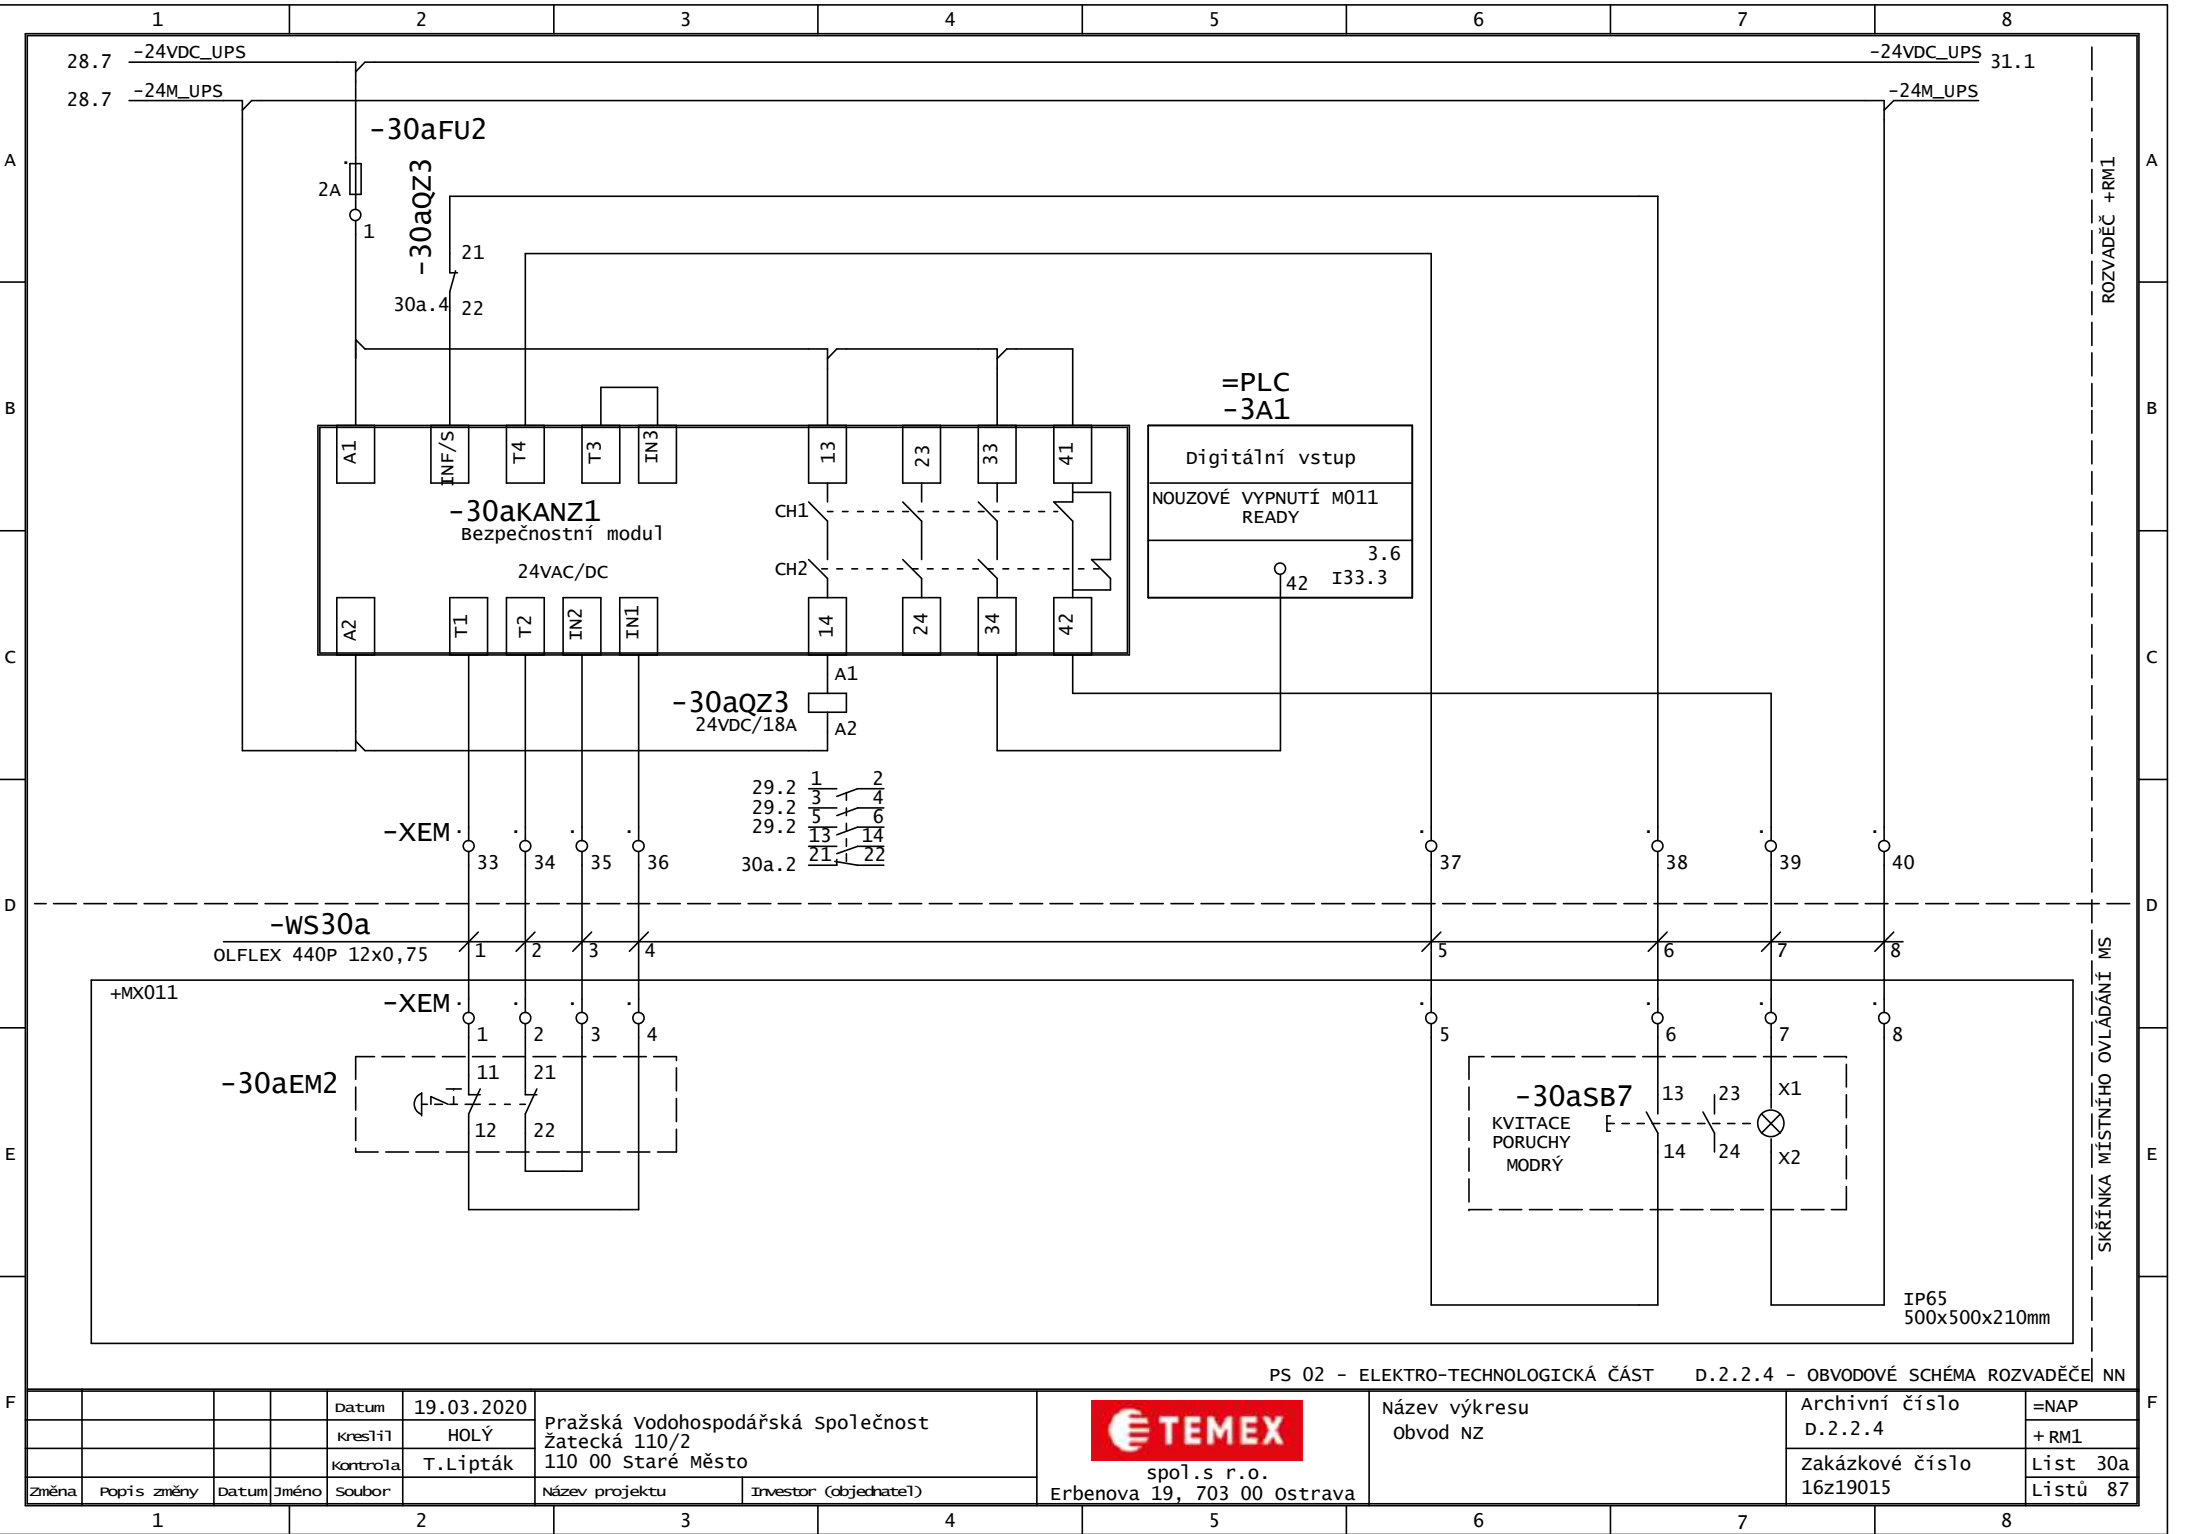 1 2 3 4 5 6 7 8
28.7 -24VDC_UPS
-24VDC_UPS 31.1
28.7 -24M_UPS
-24M_UPS
-30aFU2
A
A
2A
1
-30aQZ3
21
30a.4 22
ROZVADĚČ +RM1
B
B
=PLC
-3A1
A1 INF/S T4 T3 IN3 13 23 33 41
Digitální vstup
NOUZOVÉ VYPNUTÍ M011
READY
3.6
42 I33.3
-30aKANZ1
Bezpečnostní modul
24VAC/DC
CH1
CH2
A2 T1 T2 IN2 IN1 14 24 34 42
C
C
A1
-30aQZ3
24VDC/18A
A2
29.2 1 2
29.2 3 4
29.2 5 6
13 14
30a.2 21 22
-XEM
33 34 35 36 37 38 39 40
D
D
-WS30a
OLFLEX 440P 12x0,75
1 2 3 4 5 6 7 8
+MX011
-XEM
1 2 3 4 5 6 7 8
SKŘÍNKA MÍSTNÍHO OVLÁDÁNÍ MS
-30aEM2
11 21
12 22
-30aSB7
KVITACE
PORUCHY
MODRÝ
13 23 X1
14 24 X2
E
E
IP65
500x500x210mm
PS 02 - ELEKTRO-TECHNOLOGICKÁ ČÁST D.2.2.4 - OBVODOVÉ SCHÉMA ROZVADĚČE NN
F
F
Datum 19.03.2020
Kreslil HOLÝ
Kontrola T.Lipták
Změna Popis změny Datum Jméno Soubor
Pražská Vodohospodářská Společnost
Žatecká 110/2
110 00 Staré Město
Název projektu Investor (objednatel)
TEMEX
spol.s r.o.
Erbenova 19, 703 00 Ostrava
Název výkresu
Obvod NZ
Archivní číslo
D.2.2.4
Zakázkové číslo
16z19015
=NAP
+RM1
List 30a
Listů 87
1 2 3 4 5 6 7 8